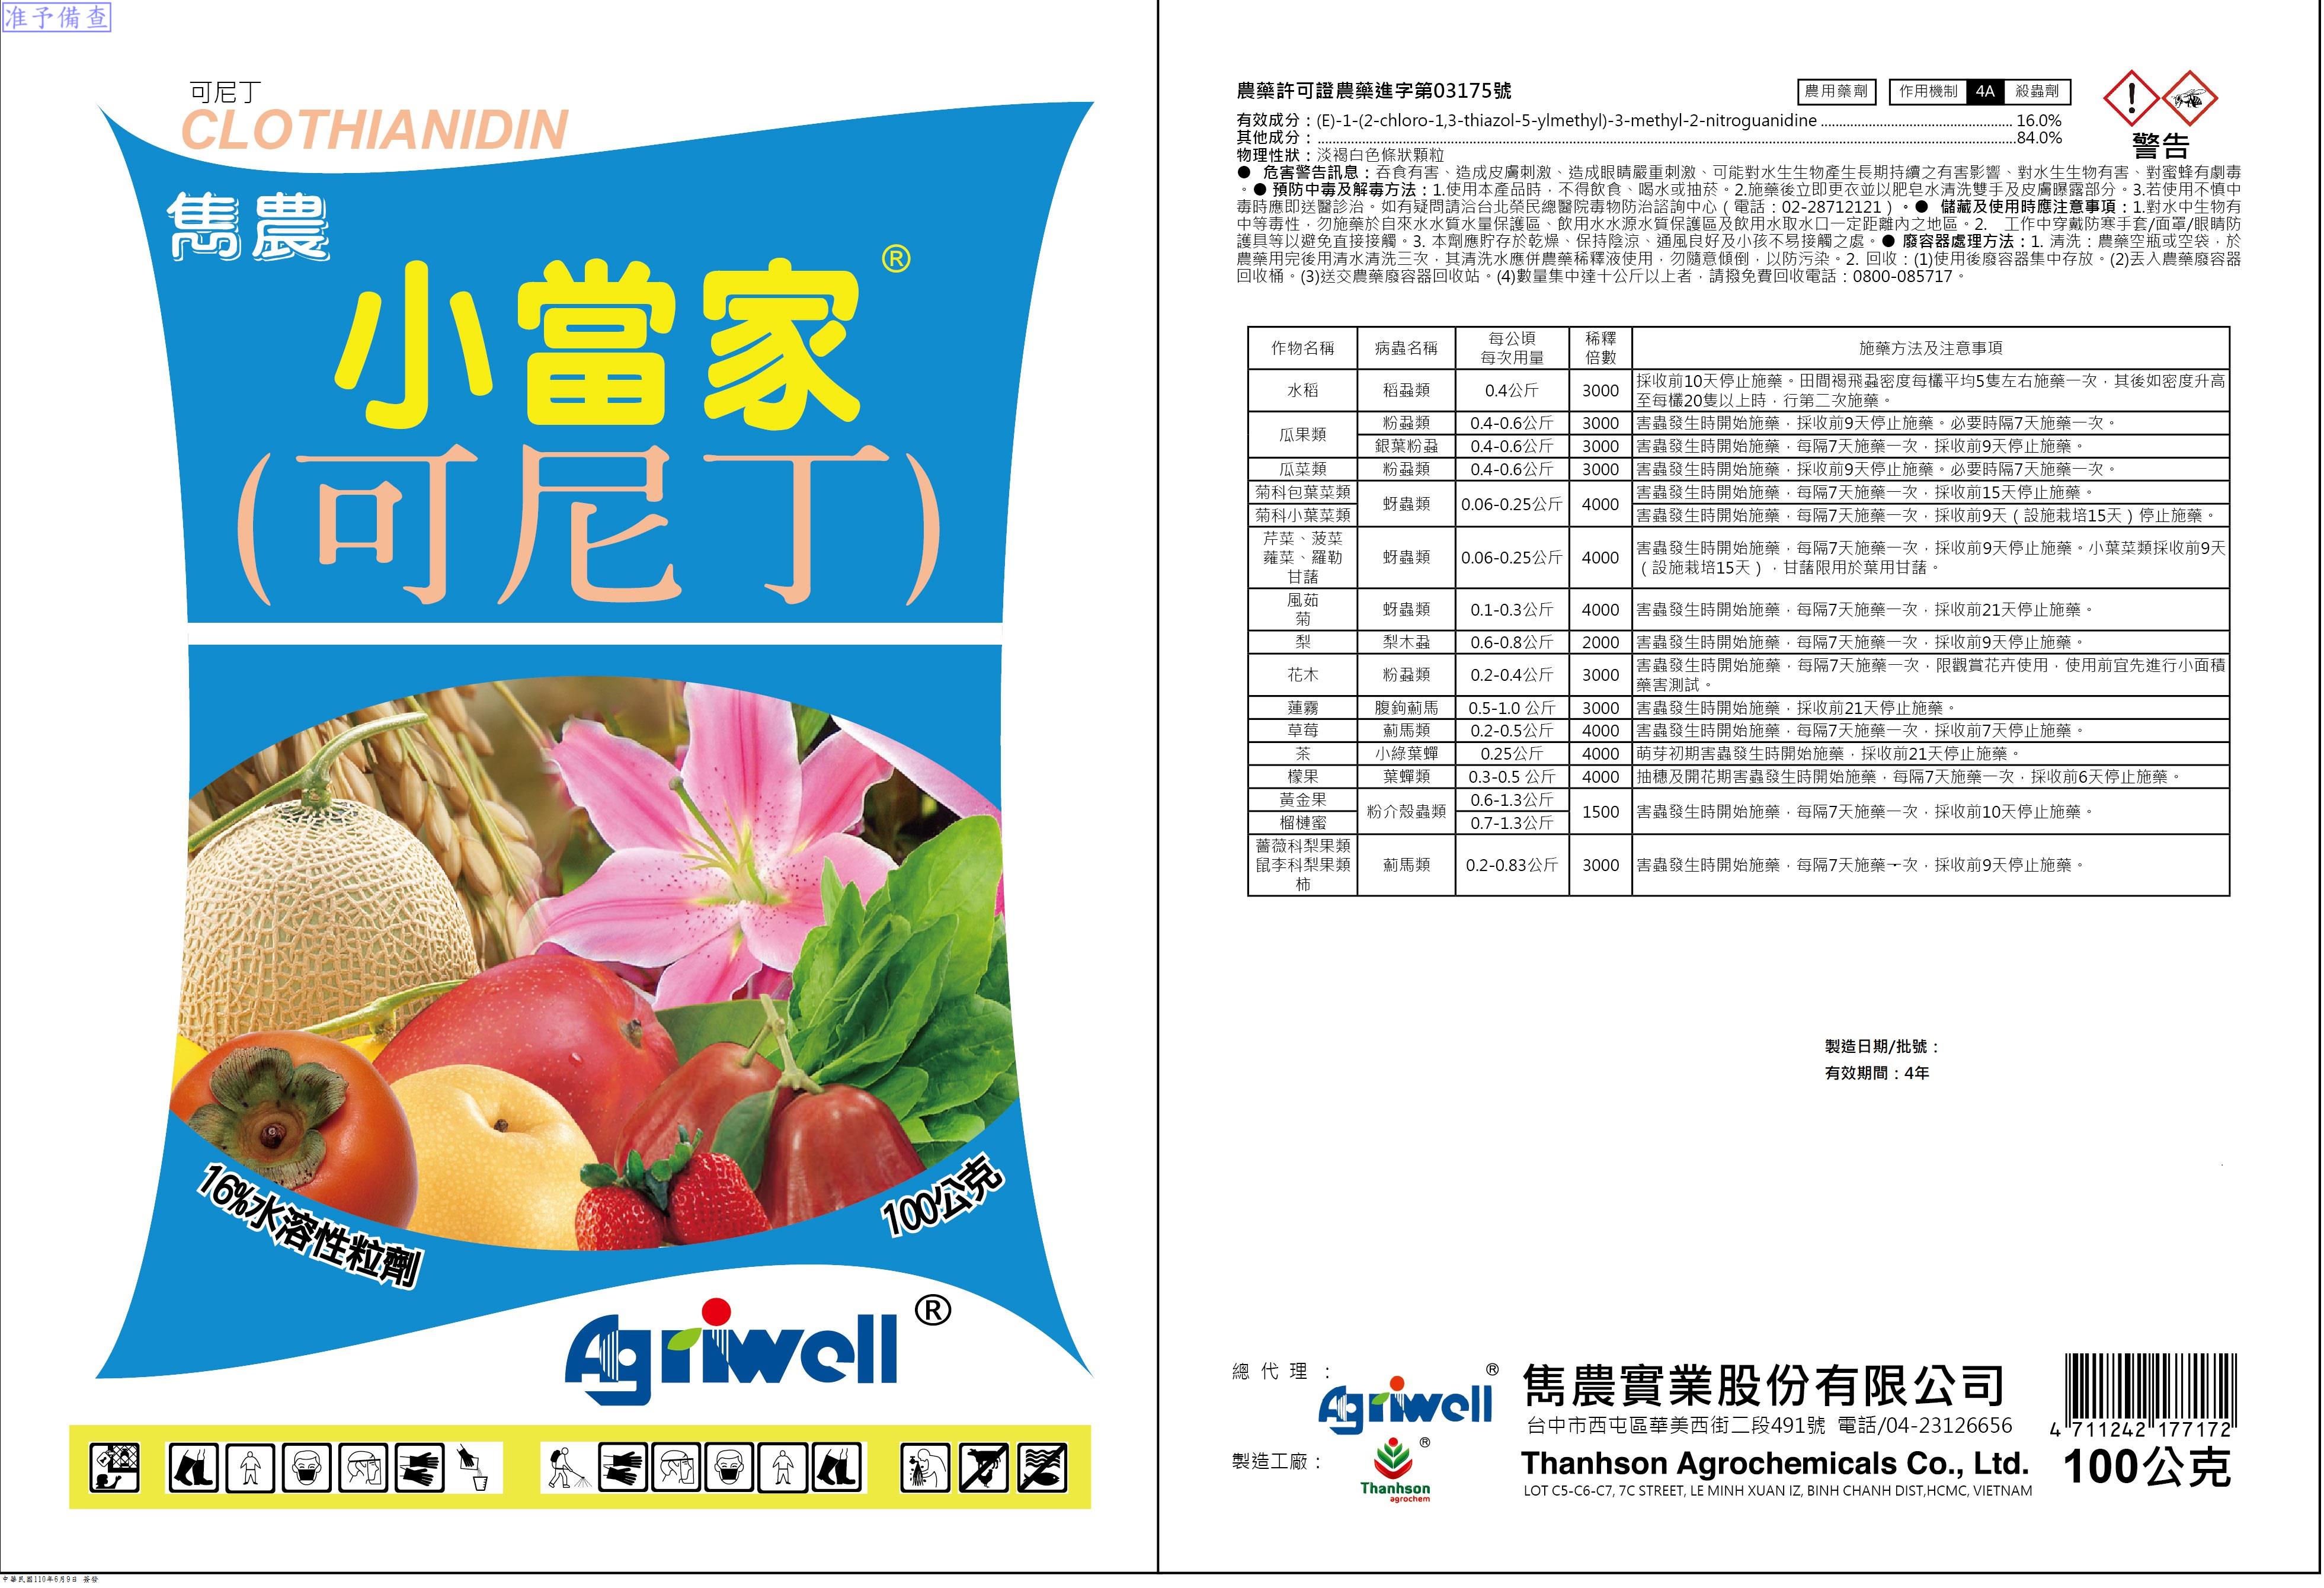 准予備查
可尼丁
CLOTHIANIDIN
雋農
小當家®
(可尼丁)
16%水溶性粒劑
100公克
Agriwell®
中華民國110年6月9日 簽發
農藥許可證農藥進字第03175號
農用藥劑 作用機制 4A 殺蟲劑
警告
有效成分：(E)-1-(2-chloro-1,3-thiazol-5-ylmethyl)-3-methyl-2-nitroguanidine 16.0%
其他成分：84.0%
物理性狀：淡褐白色條狀顆粒
● 危害警告訊息：吞食有害、造成皮膚刺激、造成眼睛嚴重刺激、可能對水生生物產生長期持續之有害影響、對水生生物有害、對蜜蜂有劇毒
。● 預防中毒及解毒方法：1.使用本產品時，不得飲食、喝水或抽菸。2.施藥後立即更衣並以肥皂水清洗雙手及皮膚曝露部分。3.若使用不慎中
毒時應即送醫診治。如有疑問請洽台北榮民總醫院毒物防治諮詢中心（電話：02-28712121）。● 儲藏及使用時應注意事項：1.對水中生物有
中等毒性，勿施藥於自來水水質水量保護區、飲用水水源水質保護區及飲用水取水口一定距離內之地區。2. 工作中穿戴防寒手套/面罩/眼睛防
護具等以避免直接接觸。3. 本劑應貯存於乾燥、保持陰涼、通風良好及小孩不易接觸之處。● 廢容器處理方法：1. 清洗：農藥空瓶或空袋，於
農藥用完後用清水清洗三次，其清洗水應併農藥稀釋液使用，勿隨意傾倒，以防污染。2. 回收：(1)使用後廢容器集中存放。(2)丟入農藥廢容器
回收桶。(3)送交農藥廢容器回收站。(4)數量集中達十公斤以上者，請撥免費回收電話：0800-085717。
作物名稱 病蟲名稱 每公頃每次用量 稀釋倍數 施藥方法及注意事項
水稻 稻蝨類 0.4公斤 3000 採收前10天停止施藥。田間褐飛蝨密度每欉平均5隻左右施藥一次，其後如密度升高
至每欉20隻以上時，行第二次施藥。
瓜果類 粉蝨類 0.4-0.6公斤 3000 害蟲發生時開始施藥，採收前9天停止施藥。必要時隔7天施藥一次。
銀葉粉蝨 0.4-0.6公斤 3000 害蟲發生時開始施藥，每隔7天施藥一次，採收前9天停止施藥。
瓜菜類 粉蝨類 0.4-0.6公斤 3000 害蟲發生時開始施藥，採收前9天停止施藥。必要時隔7天施藥一次。
菊科包葉菜類 蚜蟲類 0.06-0.25公斤 4000 害蟲發生時開始施藥，每隔7天施藥一次，採收前15天停止施藥。
菊科小葉菜類 害蟲發生時開始施藥，每隔7天施藥一次，採收前9天（設施栽培15天）停止施藥。
芹菜、菠菜
蕹菜、羅勒
甘藷 蚜蟲類 0.06-0.25公斤 4000 害蟲發生時開始施藥，每隔7天施藥一次，採收前9天停止施藥。小葉菜類採收前9天
（設施栽培15天），甘藷限用於葉用甘藷。
風茹
菊 蚜蟲類 0.1-0.3公斤 4000 害蟲發生時開始施藥，每隔7天施藥一次，採收前21天停止施藥。
梨 梨木蝨 0.6-0.8公斤 2000 害蟲發生時開始施藥，每隔7天施藥一次，採收前9天停止施藥。
花木 粉蝨類 0.2-0.4公斤 3000 害蟲發生時開始施藥，每隔7天施藥一次，限觀賞花卉使用，使用前宜先進行小面積
藥害測試。
蓮霧 腹鉤薊馬 0.5-1.0 公斤 3000 害蟲發生時開始施藥，採收前21天停止施藥。
草莓 薊馬類 0.2-0.5公斤 4000 害蟲發生時開始施藥，每隔7天施藥一次，採收前7天停止施藥。
茶 小綠葉蟬 0.25公斤 4000 萌芽初期害蟲發生時開始施藥，採收前21天停止施藥。
檬果 葉蟬類 0.3-0.5 公斤 4000 抽穗及開花期害蟲發生時開始施藥，每隔7天施藥一次，採收前6天停止施藥。
黃金果 粉介殼蟲類 0.6-1.3公斤 1500 害蟲發生時開始施藥，每隔7天施藥一次，採收前10天停止施藥。
榴槤蜜 0.7-1.3公斤
薔薇科梨果類
鼠李科梨果類
柿 薊馬類 0.2-0.83公斤 3000 害蟲發生時開始施藥，每隔7天施藥一次，採收前9天停止施藥。
製造日期/批號：
有效期間：4年
總代理：
Agriwell® 雋農實業股份有限公司
台中市西屯區華美西街二段491號 電話/04-23126656
製造工廠：
Thanhson agrochem®
Thanhson Agrochemicals Co., Ltd.
LOT C5-C6-C7, 7C STREET, LE MINH XUAN IZ, BINH CHANH DIST,HCMC, VIETNAM
4 711242 177172
100公克